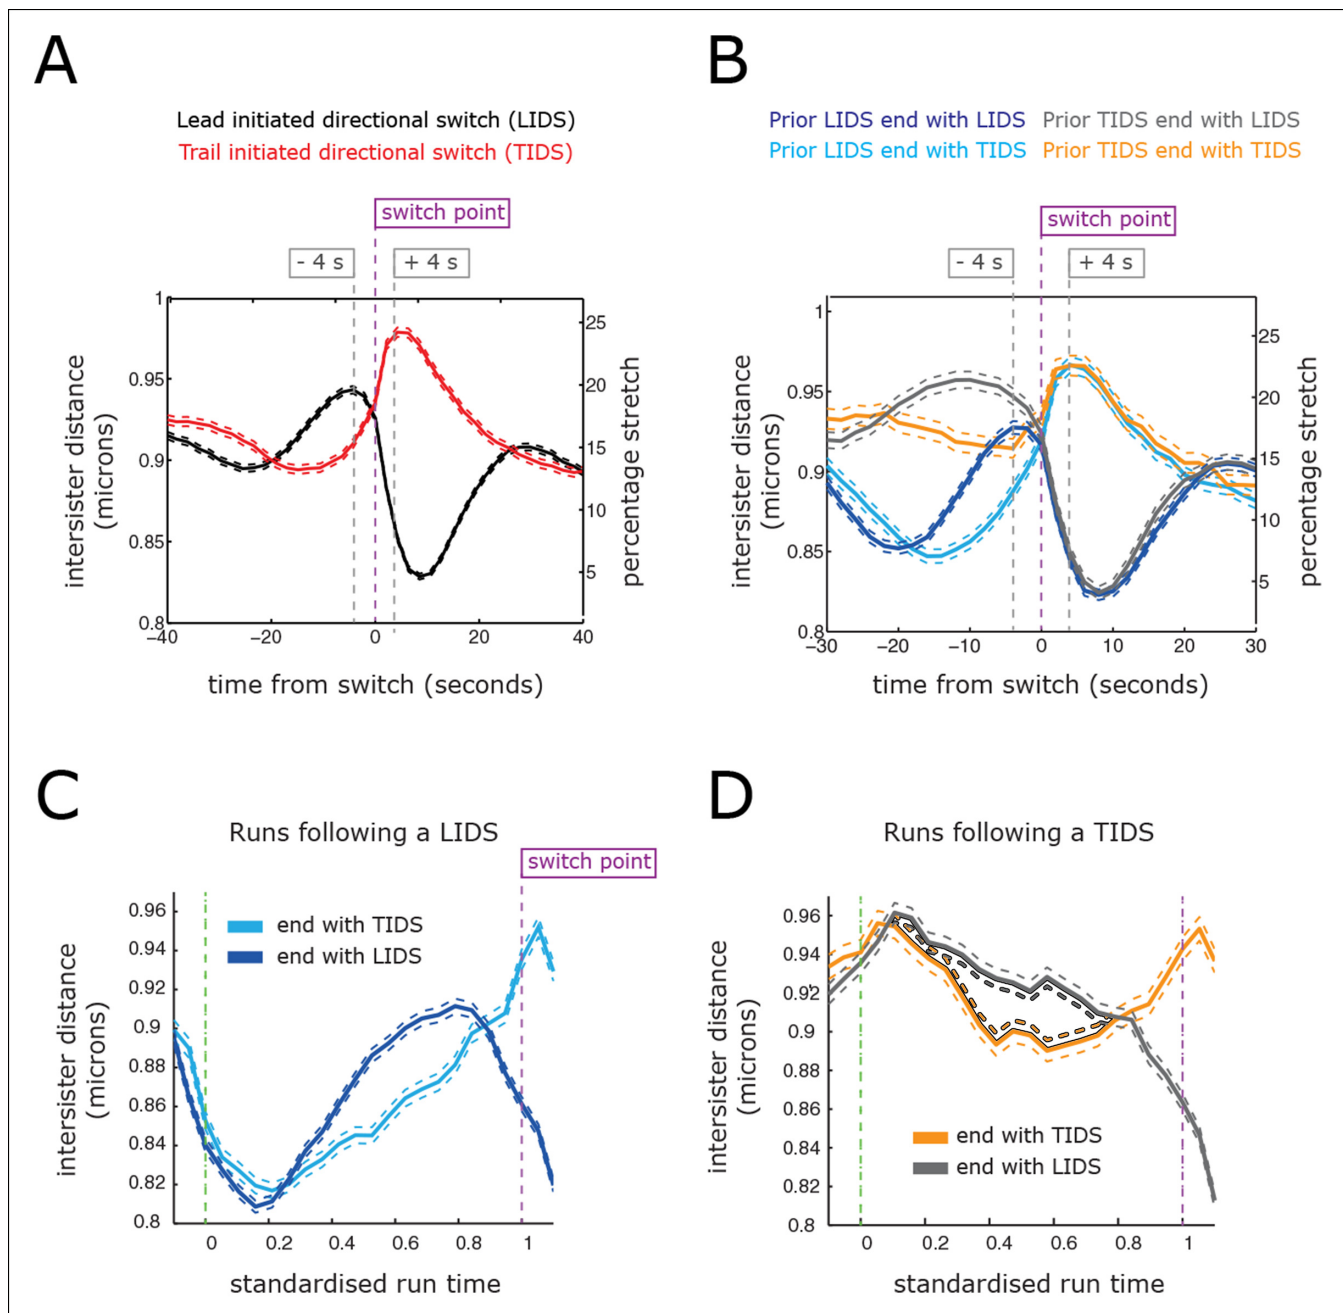 A
Lead initiated directional switch (LIDS)
Trail initiated directional switch (TIDS)
switch point
- 4 s
+ 4 s
1
0.95
0.9
0.85
0.8
25
20
15
10
5
−40
−20
0
20
40
intersister distance
(microns)
percentage stretch
time from switch (seconds)
B
Prior LIDS end with LIDS
Prior TIDS end with LIDS
Prior LIDS end with TIDS
Prior TIDS end with TIDS
switch point
- 4 s
+ 4 s
1
0.95
0.9
0.85
0.8
25
20
15
10
5
−30
−20
−10
0
10
20
30
intersister distance
(microns)
percentage stretch
time from switch (seconds)
C
Runs following a LIDS
switch point
end with TIDS
end with LIDS
0.96
0.94
0.92
0.9
0.88
0.86
0.84
0.82
0.8
0
0.2
0.4
0.6
0.8
1
intersister distance
(microns)
standardised run time
D
Runs following a TIDS
0.96
0.94
0.92
0.9
0.88
0.86
0.84
0.82
0.8
end with TIDS
end with LIDS
0
0.2
0.4
0.6
0.8
1
intersister distance
(microns)
standardised run time